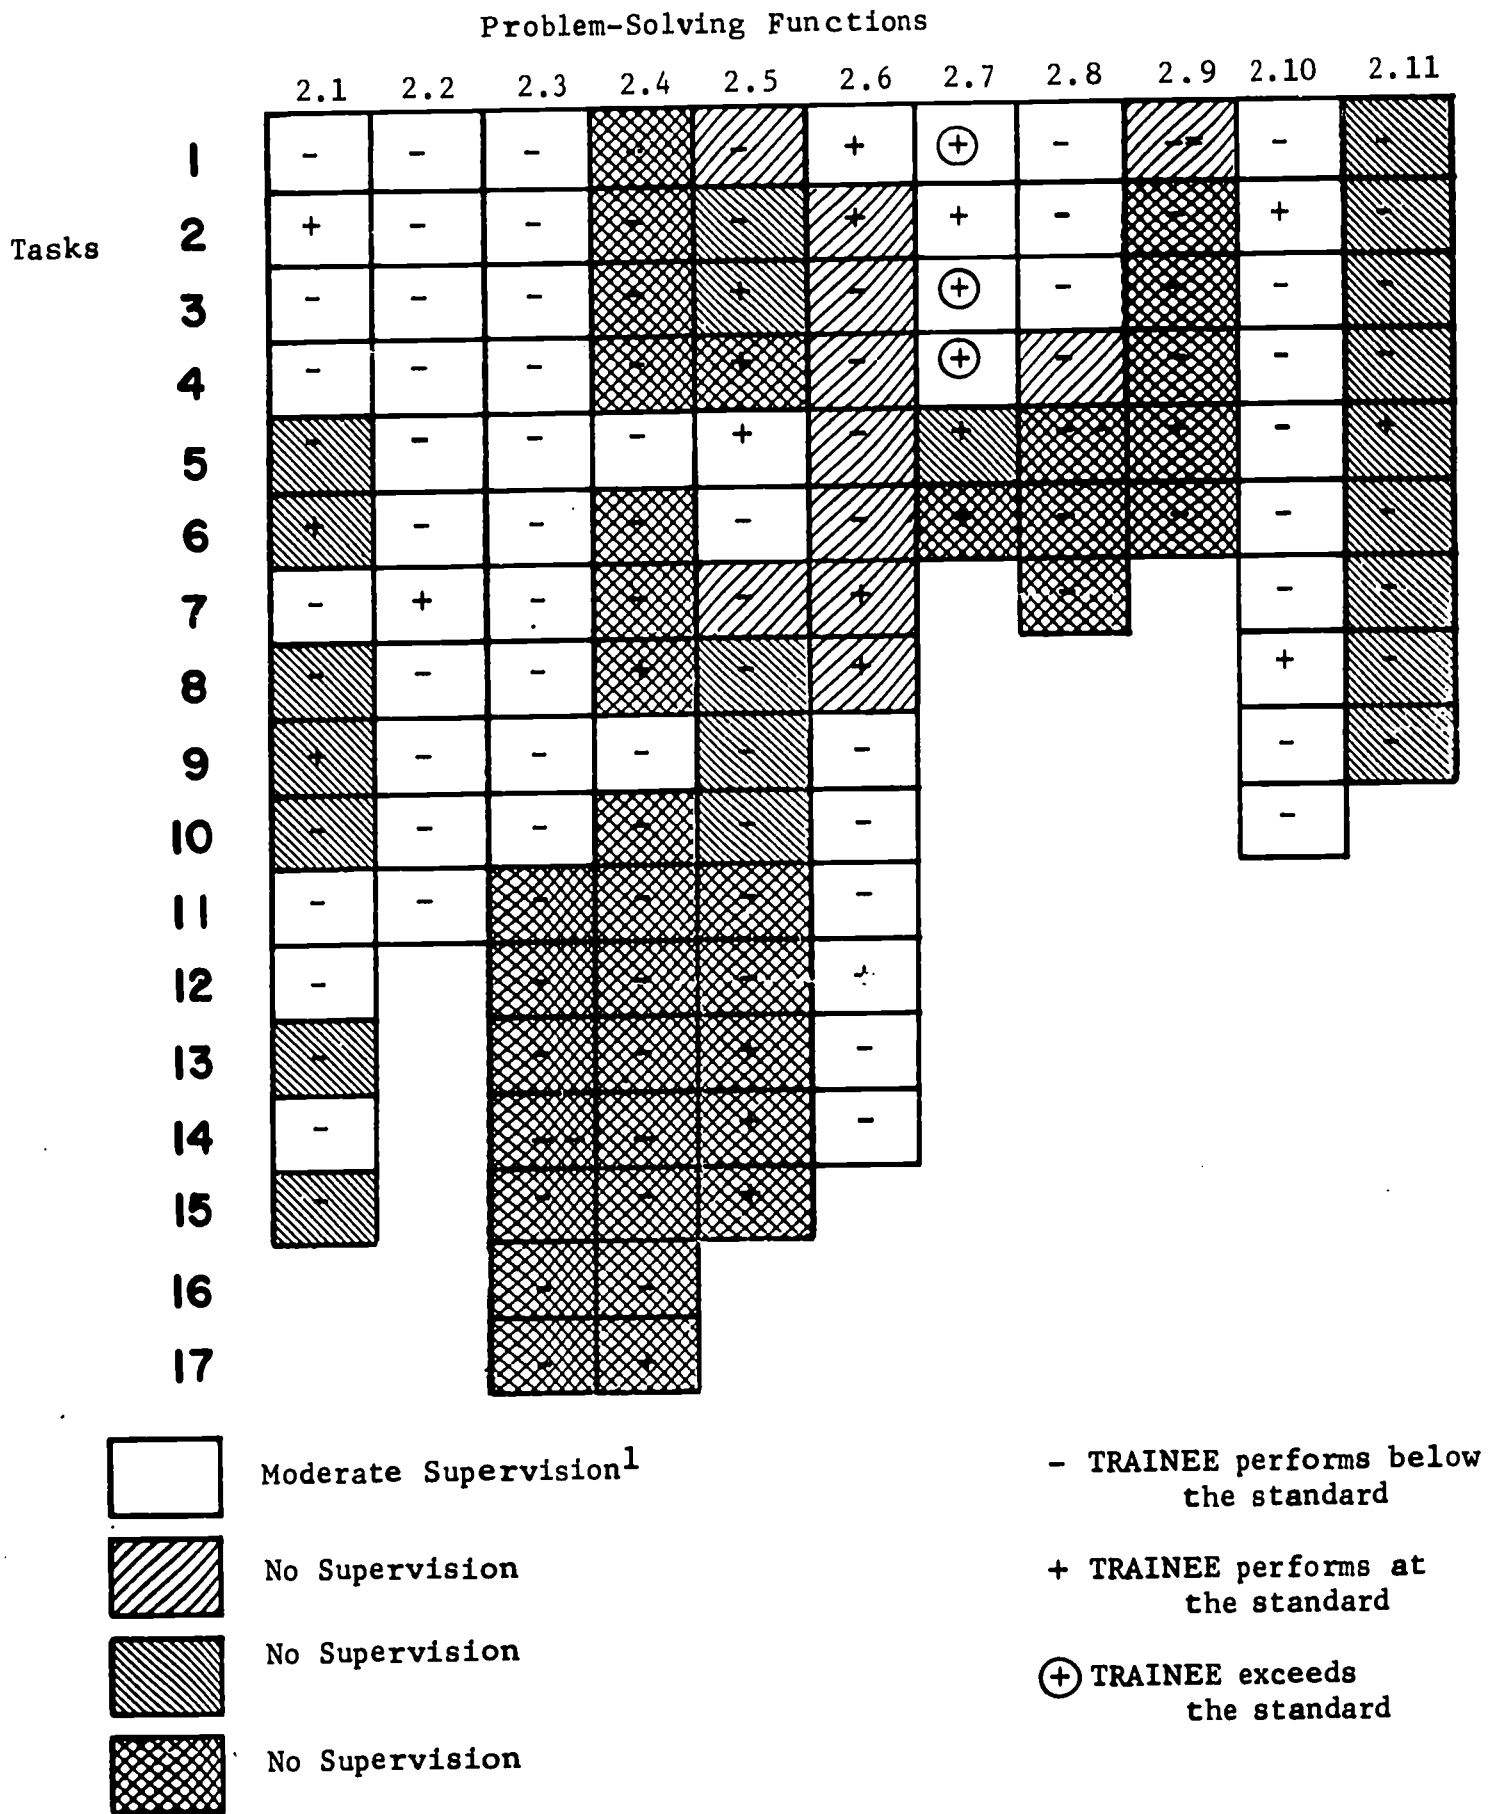 Problem-Solving Functions
2.1 2.2 2.3 2.4 2.5 2.6 2.7 2.8 2.9 2.10 2.11
Tasks
1 - - - - + ⊕ - -
2 + - - - - + + - - + -
3 - - - - + - ⊕ - -
4 - - - - + - ⊕ - - - -
5 - - - + - + - - +
6 + - - - - - -
7 - + - - + - - -
8 - - - + - + + -
9 + - - - - - - -
10 - - - - - - -
11 - - - - - -
12 - - -
13 - - - + -
14 - - - + -
15 - - - +
16 - -
17 - +
Moderate Supervision1
No Supervision
No Supervision
No Supervision
- TRAINEE performs below
the standard
+ TRAINEE performs at
the standard
⊕ TRAINEE exceeds
the standard